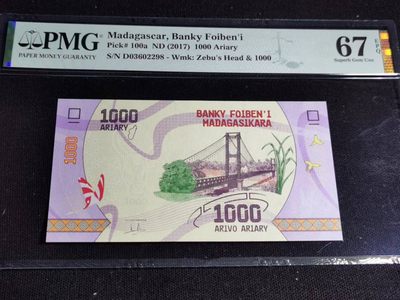 PMG
PAPER MONEY GUARANTY
Madagascar, Banky Foiben'i
Pick# 100a ND (2017) 1000 Ariary
S/N D03602298 - Wmk: Zebu's Head & 1000
67
EPQ
Superb Gem Unc
1000
ARIARY
BANKY FOIBEN'I
MADAGASIKARA
1000
1000
ARIVO ARIARY